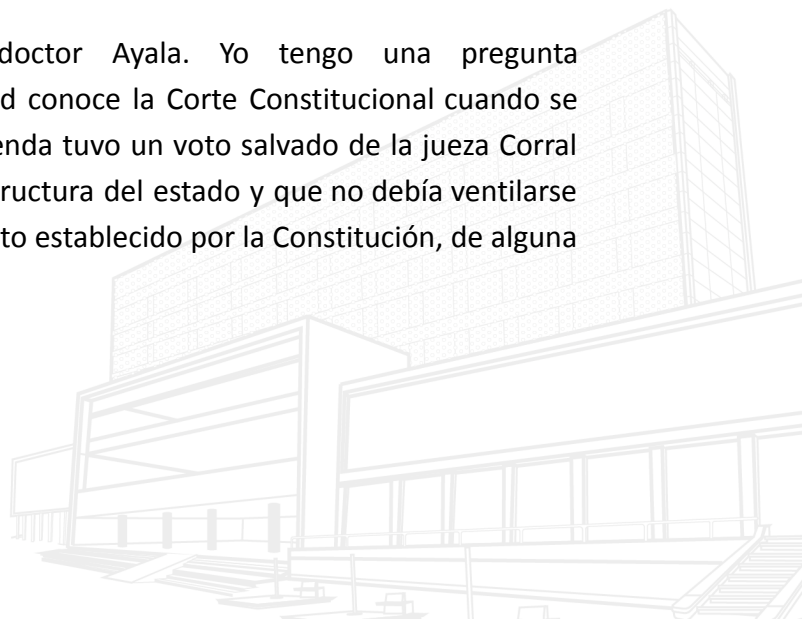 doctor Ayala. Yo tengo una pregunta
d conoce la Corte Constitucional cuando se
enda tuvo un voto salvado de la jueza Corral
tructura del estado y que no debía ventilarse
to establecido por la Constitución, de alguna